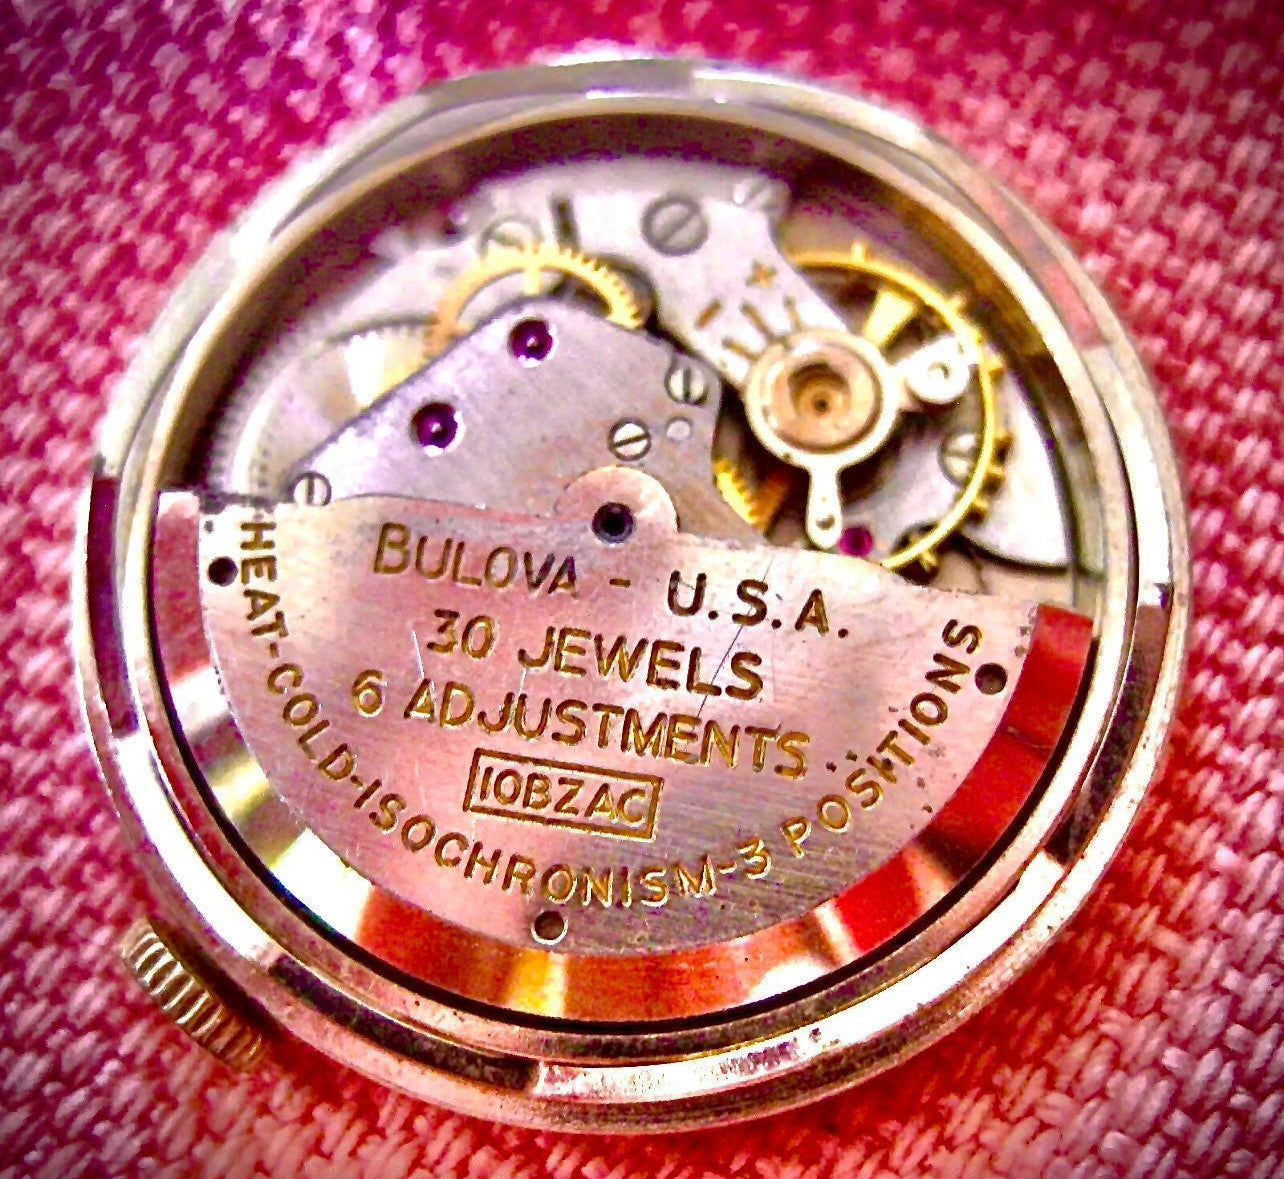 BULOVA - U.S.A.
30 JEWELS
6 ADJUSTMENTS
10BZAC
HEAT-COLD-ISOCHRONISM-3 POSITIONS
+
-